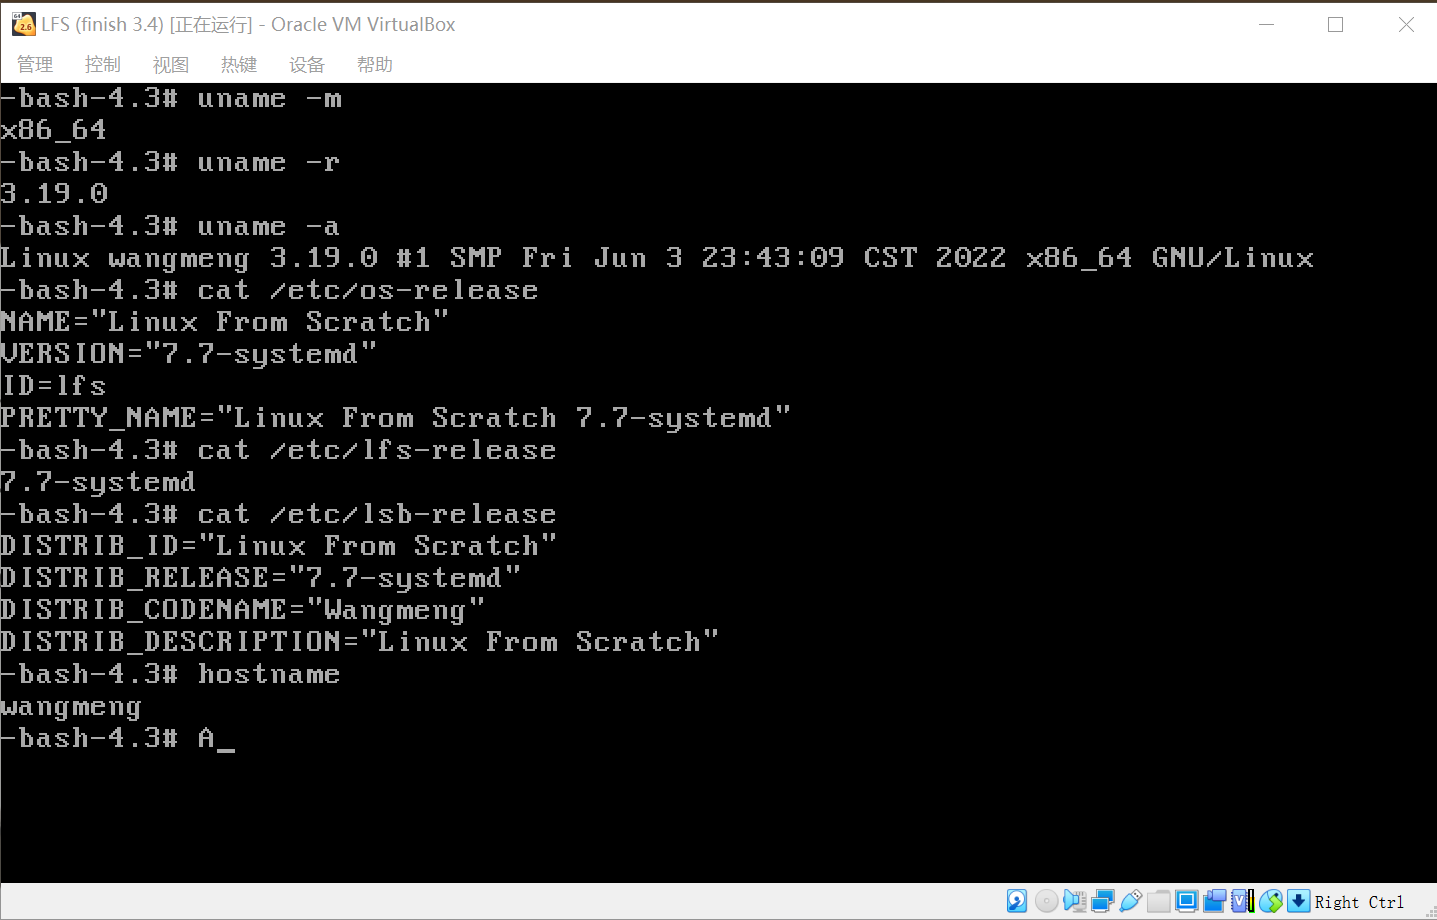 LFS (finish 3.4) [正在运行] - Oracle VM VirtualBox
管理 控制 视图 热键 设备 帮助
-bash-4.3# uname -m
x86_64
-bash-4.3# uname -r
3.19.0
-bash-4.3# uname -a
Linux wangmeng 3.19.0 #1 SMP Fri Jun 3 23:43:09 CST 2022 x86_64 GNU/Linux
-bash-4.3# cat /etc/os-release
NAME="Linux From Scratch"
VERSION="7.7-systemd"
ID=lfs
PRETTY_NAME="Linux From Scratch 7.7-systemd"
-bash-4.3# cat /etc/lfs-release
7.7-systemd
-bash-4.3# cat /etc/lsb-release
DISTRIB_ID="Linux From Scratch"
DISTRIB_RELEASE="7.7-systemd"
DISTRIB_CODENAME="Wangmeng"
DISTRIB_DESCRIPTION="Linux From Scratch"
-bash-4.3# hostname
wangmeng
-bash-4.3# A_
Right Ctrl